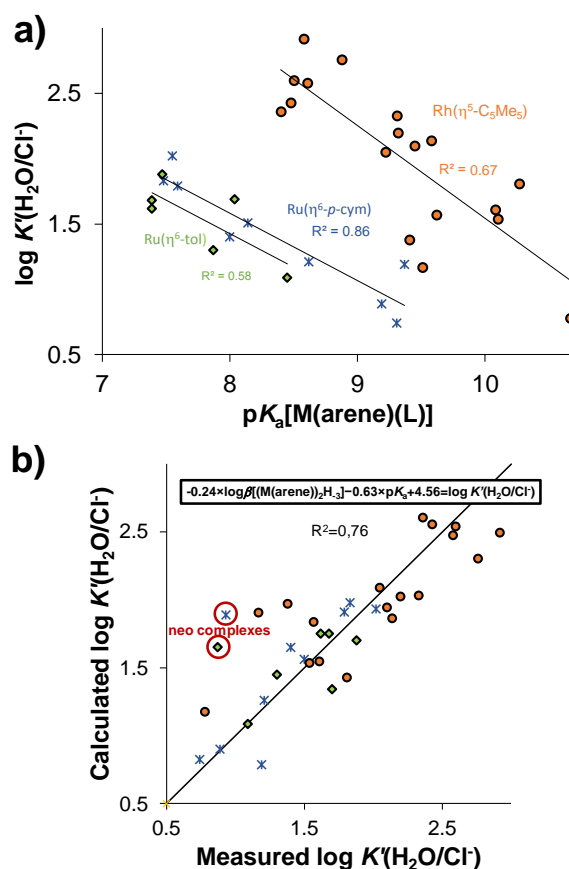 a)
log K'(H₂O/Cl⁻)
2.5
1.5
0.5
Rh(η⁵-C₅Me₅)
R² = 0.67
Ru(η⁶-p-cym)
R² = 0.86
Ru(η⁶-tol)
R² = 0.58
7 8 9 10
pKₐ[M(arene)(L)]
b)
Calculated log K'(H₂O/Cl⁻)
-0.24×logβ[(M(arene))₂H₋₃]−0.63×pKₐ+4.56=log K'(H₂O/Cl⁻)
R²=0,76
2.5
neo complexes
1.5
0.5
0.5 1.5 2.5
Measured log K'(H₂O/Cl⁻)